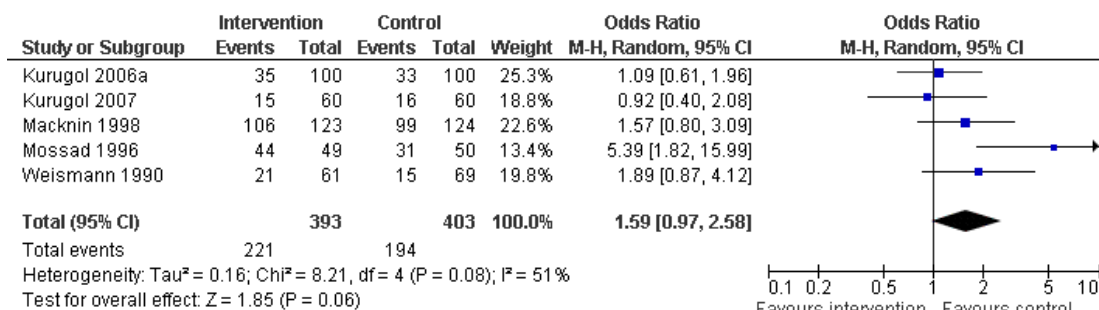 Intervention Control Odds Ratio Odds Ratio
Study or Subgroup Events Total Events Total Weight M-H, Random, 95% CI M-H, Random, 95% CI
Kurugol 2006a 35 100 33 100 25.3% 1.09 [0.61, 1.96]
Kurugol 2007 15 60 16 60 18.8% 0.92 [0.40, 2.08]
Macknin 1998 106 123 99 124 22.6% 1.57 [0.80, 3.09]
Mossad 1996 44 49 31 50 13.4% 5.39 [1.82, 15.99]
Weismann 1990 21 61 15 69 19.8% 1.89 [0.87, 4.12]
Total (95% CI) 393 403 100.0% 1.59 [0.97, 2.58]
Total events 221 194
Heterogeneity: Tau² = 0.16; Chi² = 8.21, df = 4 (P = 0.08); I² = 51%
Test for overall effect: Z = 1.85 (P = 0.06)
0.1 0.2 0.5 1 2 5 10
Favours intervention Favours control